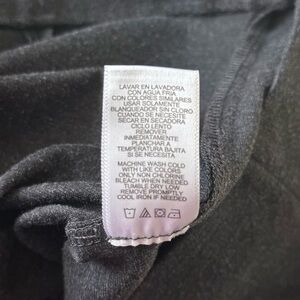 LAVAR EN LAVADORA
CON AGUA FRIA
CON COLORES SIMILARES
USAR SOLAMENTE
BLANQUEADOR SIN CLORO
CUANDO SE NECESITE
SECAR EN SECADORA
CICLO LENTO
REMOVER
INMEDIATAMENTE
PLANCHAR A
TEMPERATURA BAJITA
SI SE NECESITA
MACHINE WASH COLD
WITH LIKE COLORS
ONLY NON CHLORINE
BLEACH WHEN NEEDED
TUMBLE DRY LOW
REMOVE PROMPTLY
COOL IRON IF NEEDED